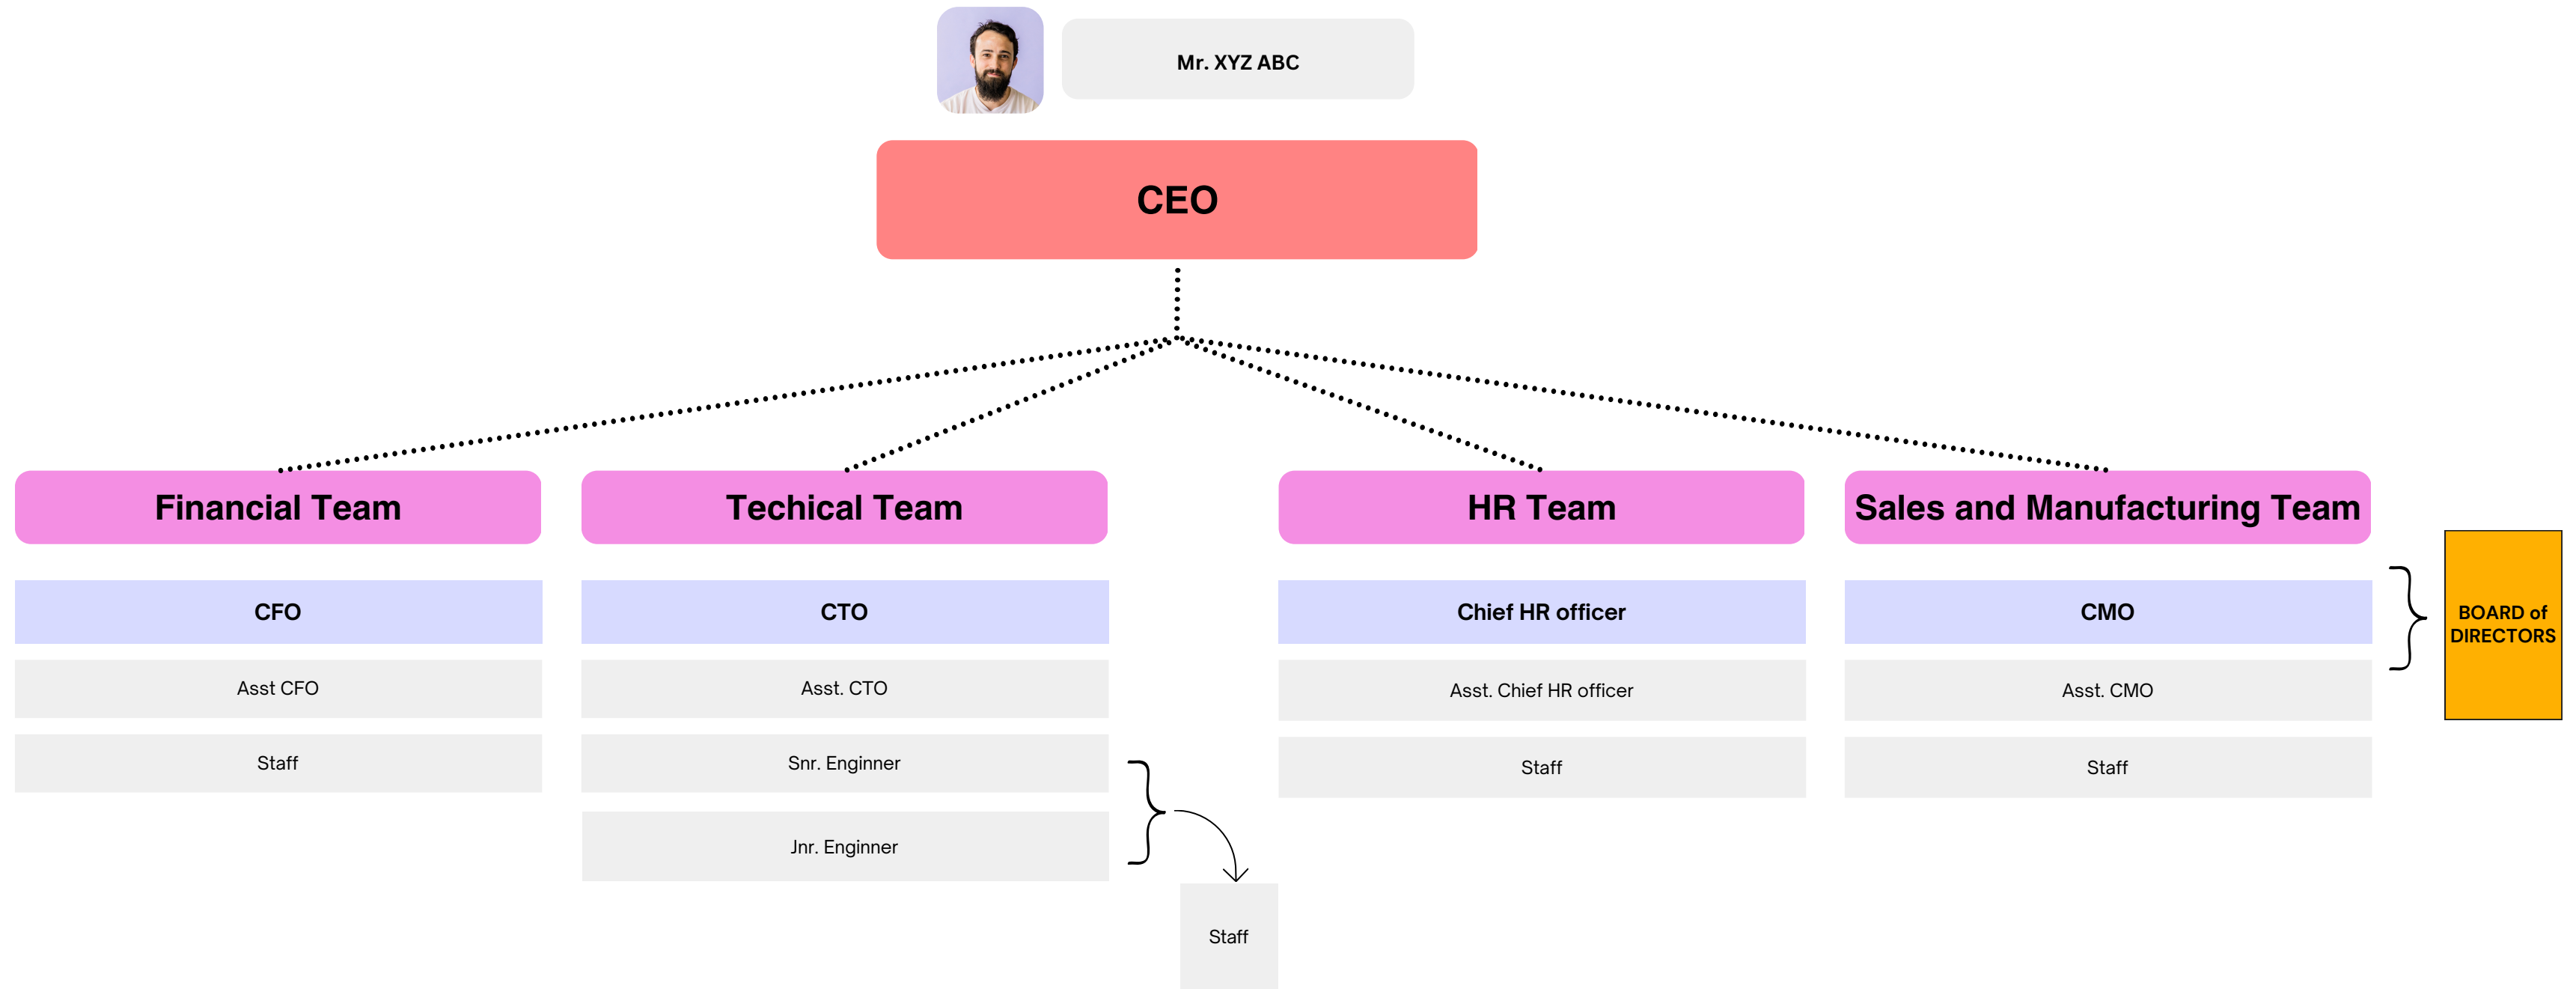 Mr. XYZ ABC
CEO
Financial Team
Techical Team
HR Team
Sales and Manufacturing Team
CFO
CTO
Chief HR officer
CMO
BOARD of
DIRECTORS
Asst CFO
Asst. CTO
Asst. Chief HR officer
Asst. CMO
Staff
Snr. Enginner
Staff
Staff
Jnr. Enginner
Staff